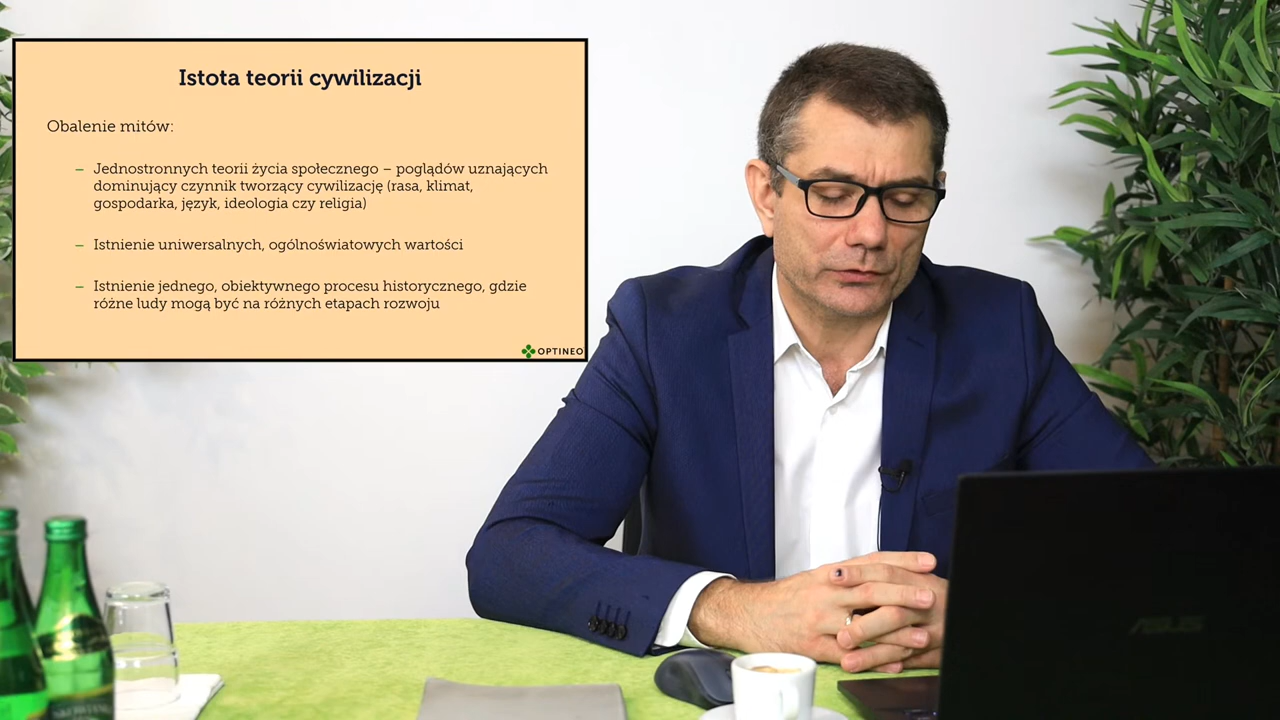 Istota teorii cywilizacji
Obalenie mitów:
– Jednostronnych teorii życia społecznego – poglądów uznających
dominujący czynnik tworzący cywilizację (rasa, klimat,
gospodarka, język, ideologia czy religia)
– Istnienie uniwersalnych, ogólnoświatowych wartości
– Istnienie jednego, obiektywnego procesu historycznego, gdzie
różne ludy mogą być na różnych etapach rozwoju
OPTINEO
ASUS